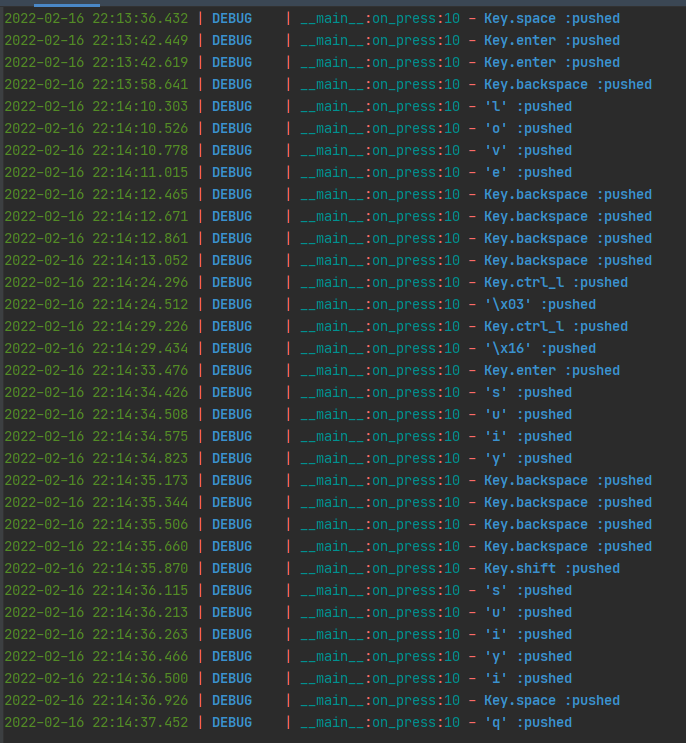 2022-02-16 22:13:36.432 | DEBUG    | __main__:on_press:10 - Key.space :pushed
2022-02-16 22:13:42.449 | DEBUG    | __main__:on_press:10 - Key.enter :pushed
2022-02-16 22:13:42.619 | DEBUG    | __main__:on_press:10 - Key.enter :pushed
2022-02-16 22:13:58.641 | DEBUG    | __main__:on_press:10 - Key.backspace :pushed
2022-02-16 22:14:10.303 | DEBUG    | __main__:on_press:10 - 'l' :pushed
2022-02-16 22:14:10.526 | DEBUG    | __main__:on_press:10 - 'o' :pushed
2022-02-16 22:14:10.778 | DEBUG    | __main__:on_press:10 - 'v' :pushed
2022-02-16 22:14:11.015 | DEBUG    | __main__:on_press:10 - 'e' :pushed
2022-02-16 22:14:12.465 | DEBUG    | __main__:on_press:10 - Key.backspace :pushed
2022-02-16 22:14:12.671 | DEBUG    | __main__:on_press:10 - Key.backspace :pushed
2022-02-16 22:14:12.861 | DEBUG    | __main__:on_press:10 - Key.backspace :pushed
2022-02-16 22:14:13.052 | DEBUG    | __main__:on_press:10 - Key.backspace :pushed
2022-02-16 22:14:24.296 | DEBUG    | __main__:on_press:10 - Key.ctrl_l :pushed
2022-02-16 22:14:24.512 | DEBUG    | __main__:on_press:10 - '\x03' :pushed
2022-02-16 22:14:29.226 | DEBUG    | __main__:on_press:10 - Key.ctrl_l :pushed
2022-02-16 22:14:29.434 | DEBUG    | __main__:on_press:10 - '\x16' :pushed
2022-02-16 22:14:33.476 | DEBUG    | __main__:on_press:10 - Key.enter :pushed
2022-02-16 22:14:34.426 | DEBUG    | __main__:on_press:10 - 's' :pushed
2022-02-16 22:14:34.508 | DEBUG    | __main__:on_press:10 - 'u' :pushed
2022-02-16 22:14:34.575 | DEBUG    | __main__:on_press:10 - 'i' :pushed
2022-02-16 22:14:34.823 | DEBUG    | __main__:on_press:10 - 'y' :pushed
2022-02-16 22:14:35.173 | DEBUG    | __main__:on_press:10 - Key.backspace :pushed
2022-02-16 22:14:35.344 | DEBUG    | __main__:on_press:10 - Key.backspace :pushed
2022-02-16 22:14:35.506 | DEBUG    | __main__:on_press:10 - Key.backspace :pushed
2022-02-16 22:14:35.660 | DEBUG    | __main__:on_press:10 - Key.backspace :pushed
2022-02-16 22:14:35.870 | DEBUG    | __main__:on_press:10 - Key.shift :pushed
2022-02-16 22:14:36.115 | DEBUG    | __main__:on_press:10 - 's' :pushed
2022-02-16 22:14:36.213 | DEBUG    | __main__:on_press:10 - 'u' :pushed
2022-02-16 22:14:36.263 | DEBUG    | __main__:on_press:10 - 'i' :pushed
2022-02-16 22:14:36.466 | DEBUG    | __main__:on_press:10 - 'y' :pushed
2022-02-16 22:14:36.500 | DEBUG    | __main__:on_press:10 - 'i' :pushed
2022-02-16 22:14:36.926 | DEBUG    | __main__:on_press:10 - Key.space :pushed
2022-02-16 22:14:37.452 | DEBUG    | __main__:on_press:10 - 'q' :pushed